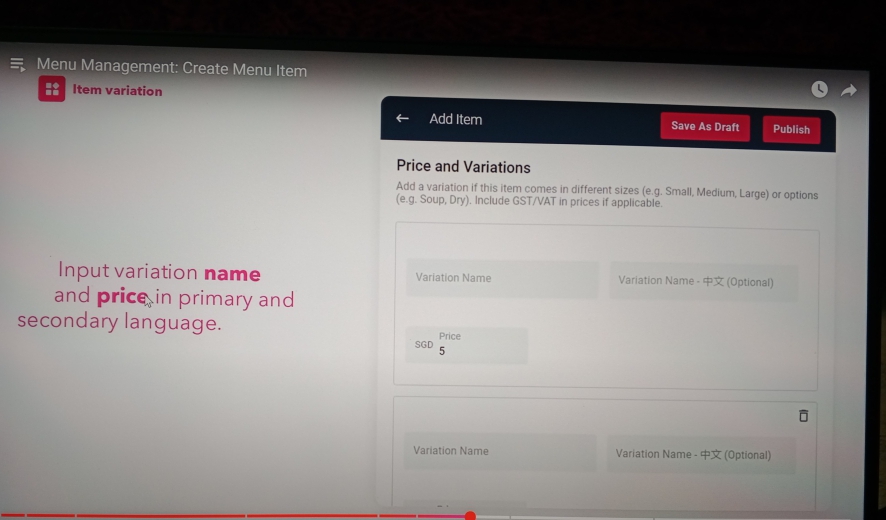 Menu Management: Create Menu Item
Item variation
Add Item
Save As Draft
Publish
Price and Variations
Add a variation if this item comes in different sizes (e.g. Small, Medium, Large) or options
(e.g. Soup, Dry). Include GST/VAT in prices if applicable.
Input variation name
and price in primary and
secondary language.
Variation Name
Variation Name - 中文 (Optional)
Price
SGD 5
Variation Name
Variation Name - 中文 (Optional)